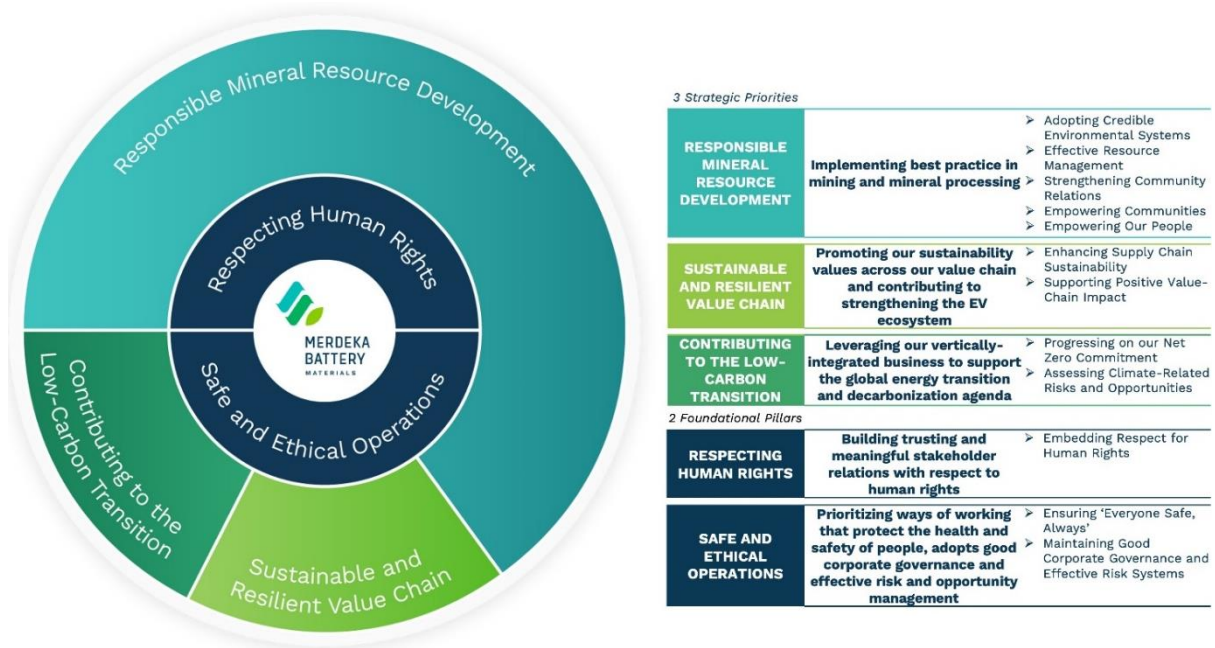 Responsible Mineral Resource Development
Respecting Human Rights
MERDEKA
BATTERY
MATERIALS
Safe and Ethical Operations
Contributing to the
Low-Carbon Transition
Sustainable and
Resilient Value Chain
3 Strategic Priorities
RESPONSIBLE
MINERAL
RESOURCE
DEVELOPMENT
Implementing best practice in
mining and mineral processing
➢ Adopting Credible
Environmental Systems
➢ Effective Resource
Management
➢ Strengthening Community
Relations
➢ Empowering Communities
➢ Empowering Our People
SUSTAINABLE
AND RESILIENT
VALUE CHAIN
Promoting our sustainability
values across our value chain
and contributing to
strengthening the EV
ecosystem
➢ Enhancing Supply Chain
Sustainability
➢ Supporting Positive Value-
Chain Impact
CONTRIBUTING
TO THE LOW-
CARBON
TRANSITION
Leveraging our vertically-
integrated business to support
the global energy transition
and decarbonization agenda
➢ Progressing on our Net
Zero Commitment
➢ Assessing Climate-Related
Risks and Opportunities
2 Foundational Pillars
RESPECTING
HUMAN RIGHTS
Building trusting and
meaningful stakeholder
relations with respect to
human rights
➢ Embedding Respect for
Human Rights
SAFE AND
ETHICAL
OPERATIONS
Prioritizing ways of working
that protect the health and
safety of people, adopts good
corporate governance and
effective risk and opportunity
management
➢ Ensuring ‘Everyone Safe,
Always’
➢ Maintaining Good
Corporate Governance and
Effective Risk Systems